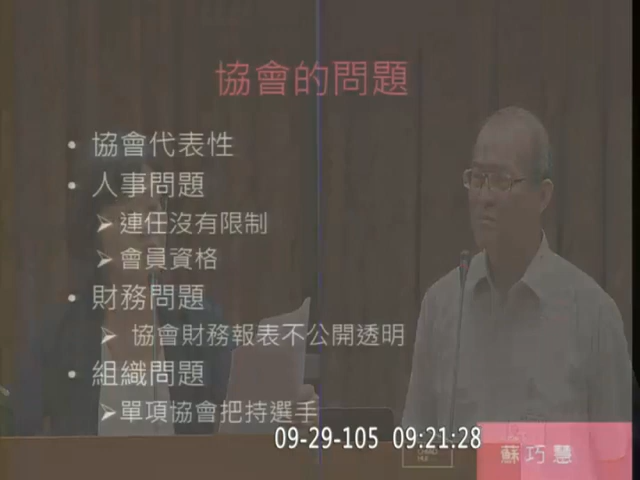 協會的問題
• 協會代表性
• 人事問題
➢連任沒有限制
➢會員資格
• 財務問題
➢ 協會財務報表不公開透明
• 組織問題
➢單項協會把持選手
09-29-105 09:21:28
蘇巧慧